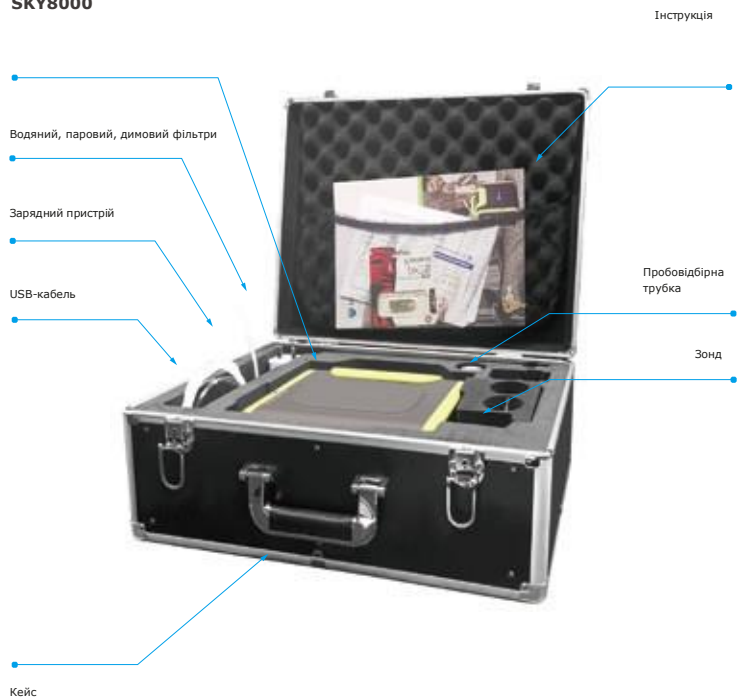 SKY8000
Інструкція
Водяний, паровий, димовий фільтри
Зарядний пристрій
USB-кабель
Пробовідбірна
трубка
Зонд
Кейс